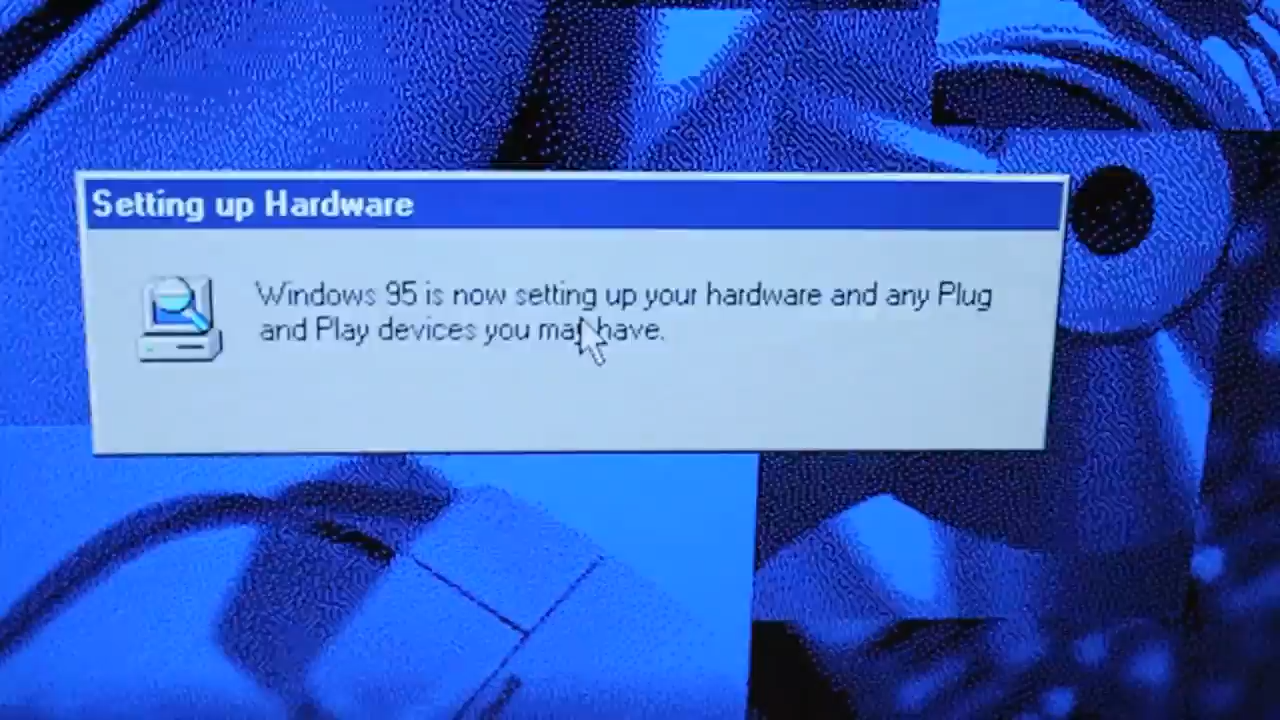 Setting up Hardware
Windows 95 is now setting up your hardware and any Plug
and Play devices you may have.